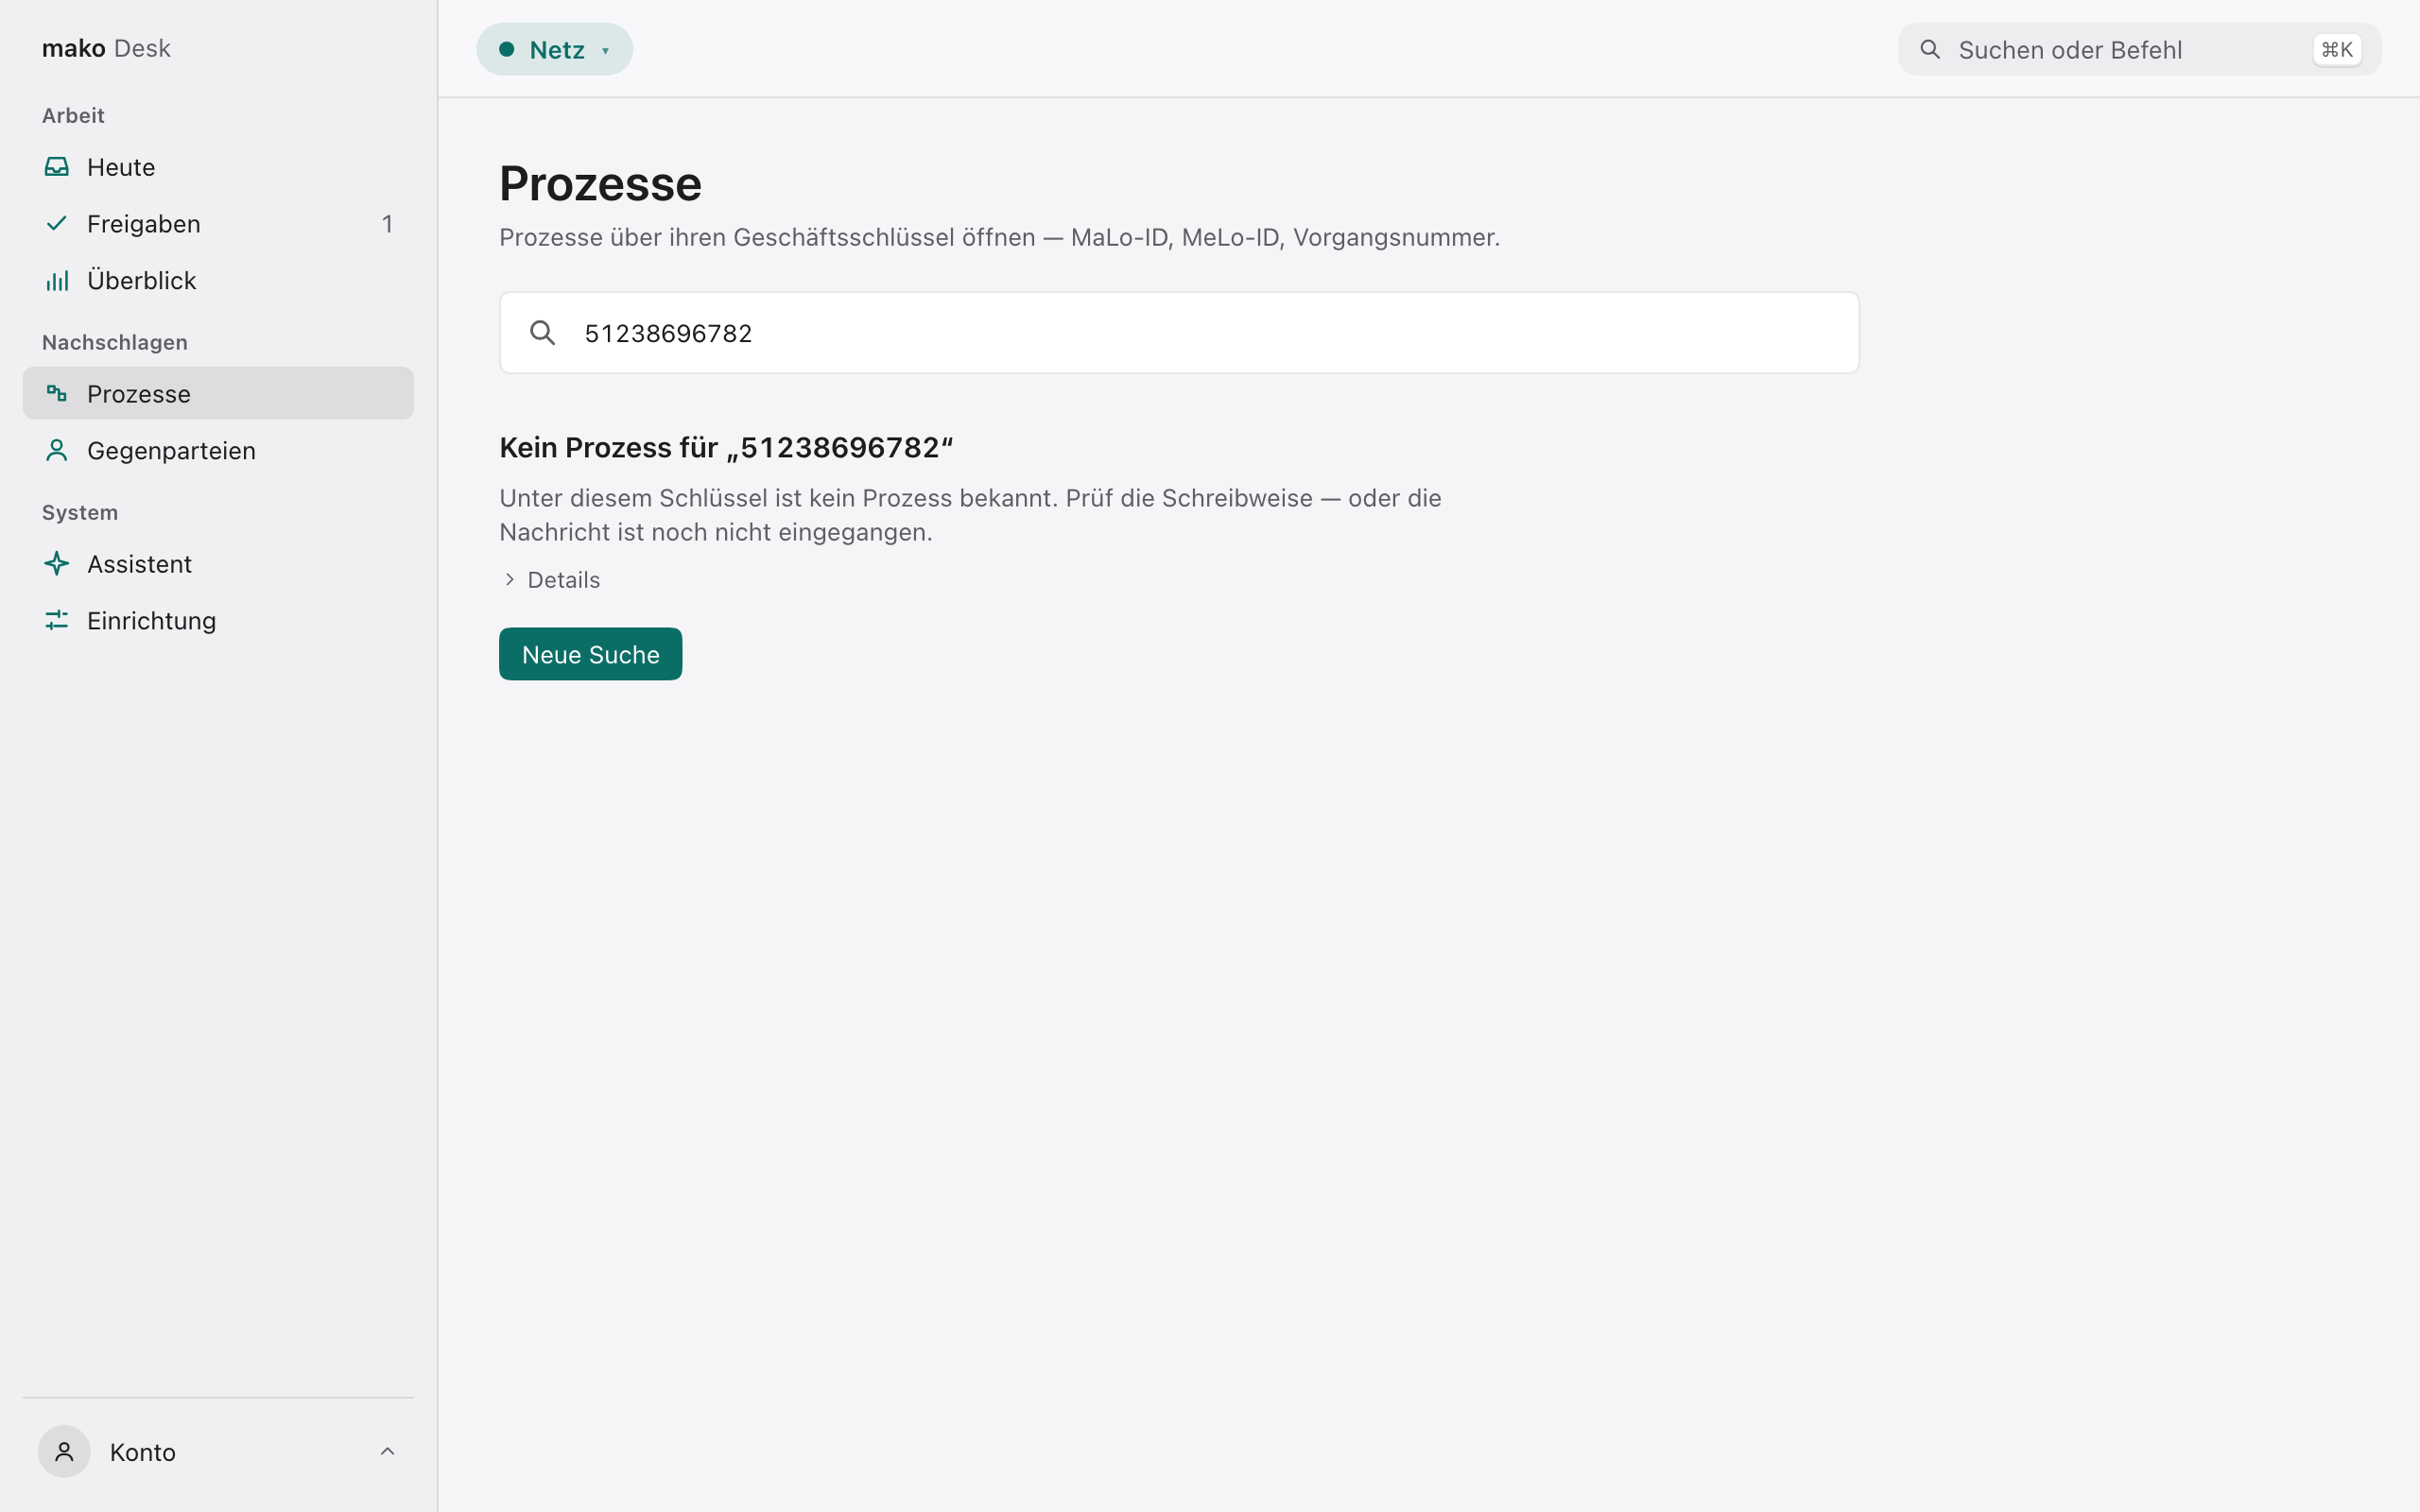 mako Desk
Arbeit
Heute
Freigaben 1
Überblick
Nachschlagen
Prozesse
Gegenparteien
System
Assistent
Einrichtung
Konto
Netz
Suchen oder Befehl ⌘K
Prozesse
Prozesse über ihren Geschäftsschlüssel öffnen — MaLo-ID, MeLo-ID, Vorgangsnummer.
51238696782
Kein Prozess für „51238696782“
Unter diesem Schlüssel ist kein Prozess bekannt. Prüf die Schreibweise — oder die
Nachricht ist noch nicht eingegangen.
Details
Neue Suche